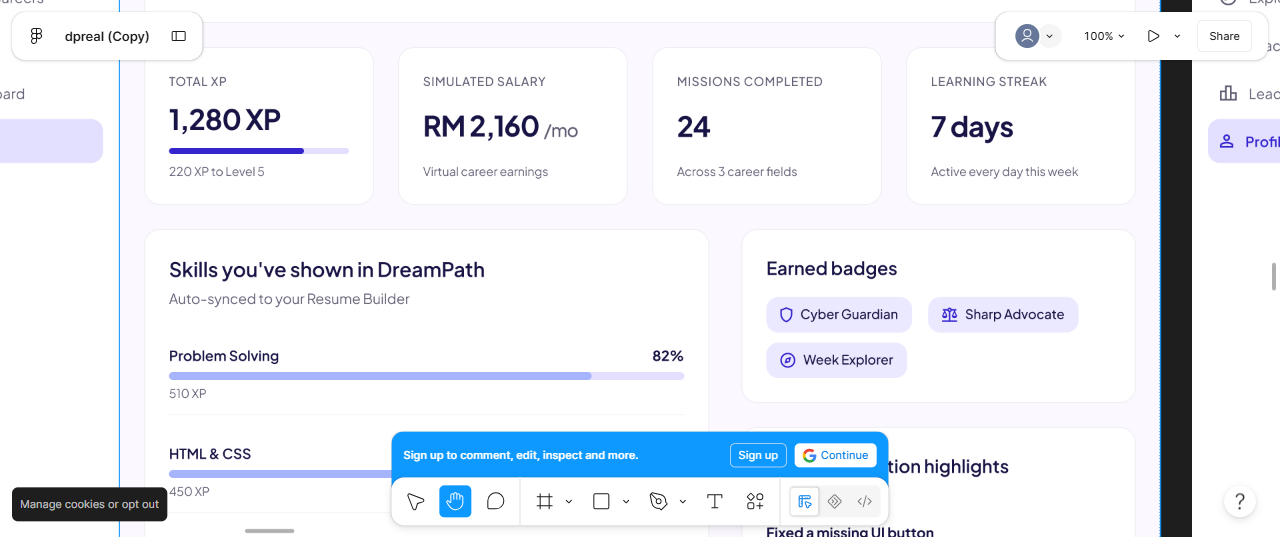 dpreal (Copy)
100%
Share
TOTAL XP
1,280 XP
220 XP to Level 5
SIMULATED SALARY
RM 2,160 /mo
Virtual career earnings
MISSIONS COMPLETED
24
Across 3 career fields
LEARNING STREAK
7 days
Active every day this week
Profil
Skills you've shown in DreamPath
Auto-synced to your Resume Builder
Problem Solving
82%
510 XP
HTML & CSS
450 XP
Earned badges
Cyber Guardian
Sharp Advocate
Week Explorer
tion highlights
Fixed a missing UI button
Sign up to comment, edit, inspect and more.
Sign up
Continue
Manage cookies or opt out
?